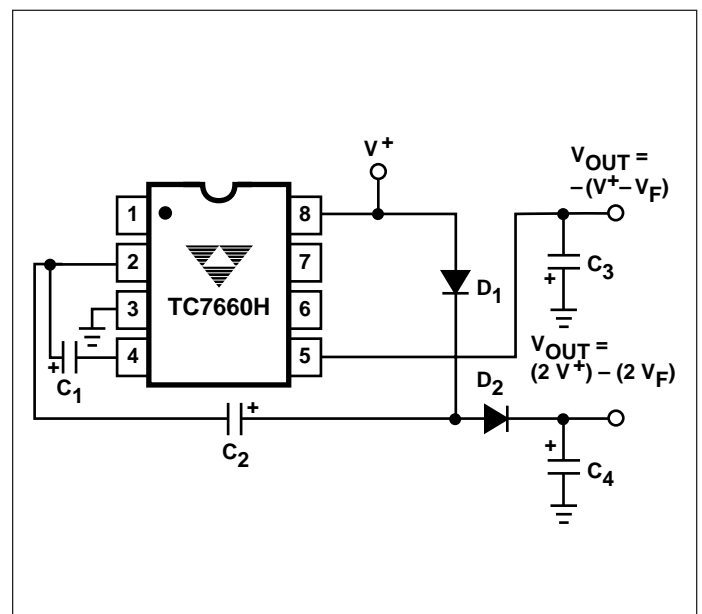 V+
VOUT =
–(V+–VF)
1
8
2
7
TC7660H
3
6
4
5
+
C1
D1
+
C3
VOUT =
(2 V+) – (2 VF)
D2
+
C2
+
C4